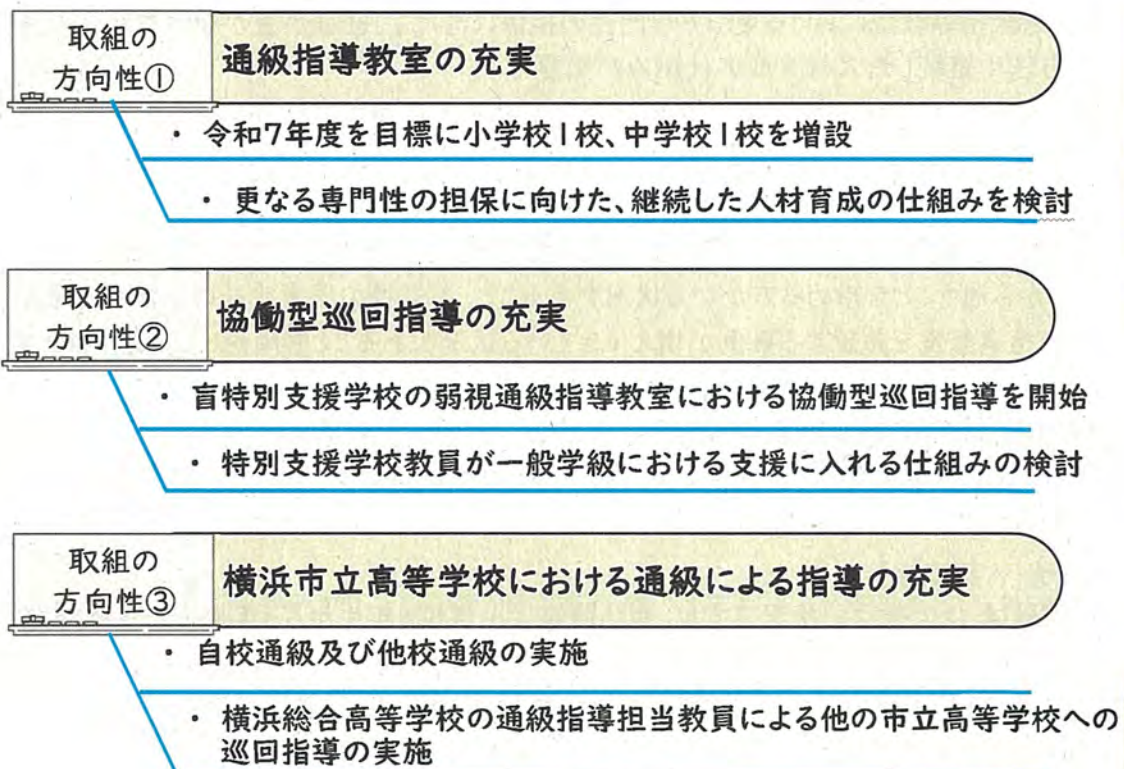 取組の
方向性①
通級指導教室の充実
・ 令和7年度を目標に小学校1校、中学校1校を増設
・ 更なる専門性の担保に向けた、継続した人材育成の仕組みを検討
取組の
方向性②
協働型巡回指導の充実
・ 盲特別支援学校の弱視通級指導教室における協働型巡回指導を開始
・ 特別支援学校教員が一般学級における支援に入れる仕組みの検討
取組の
方向性③
横浜市立高等学校における通級による指導の充実
・ 自校通級及び他校通級の実施
・ 横浜総合高等学校の通級指導担当教員による他の市立高等学校への
巡回指導の実施